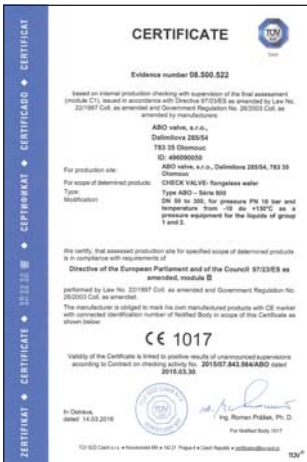 CERTIFICATE
Evidence number 08.500.522
based on internal production checking with supervision of the final assessment
(module C1), issued in accordance with Directive 97/23/ES as amended by Law No.
22/1997 Coll. as amended and Government Regulation No. 26/2003 Coll. as
amended by manufacturers:
ABO valve, s.r.o.,
Dalimilova 285/54
783 35 Olomouc
ID: 496090050
For production site:
ABO valve, s.r.o., Dalimilova 285/54, 783 35
Olomouc
For scope of determined products:
CHECK VALVE- flangeless wafer
Type:
Type ABO – Série 800
Modification:
DN 50 to 300, for pressure PN 10 bar and
temperature from -10 do +130°C as a
pressure equipment for the liquids of group
1 and 2.
We certify, that assessed production site for specified scope of determined products
is in compliance with requirements of
Directive of the European Parliament and of the Council 97/23/ES as
amended, module B
performed by Law No. 22/1997 Coll. as amended and Government Regulation No.
26/2003 Coll. as amended.
The manufacturer is obliged to mark his own manufactured products with CE marker
with connected identification number of Notified Body in scope of this Certificate as
shown below:
CE 1017
Validity of the Certificate is linked to positive results of unannounced supervisions
according to Contract on checking activity No. 2015/07.843.564/ABO dated
2015.03.30.
In Ostrava,
dated 14.03.2016
Ing. Roman Prášek, Ph. D.
For Notified Body 1017
TÜV SÜD Czech s.r.o.
TÜV
ZERTIFIKAT ◆ CERTIFICATE ◆
◆ СЕРТИФИКАТ ◆ CERTIFICADO ◆ CERTIFICAT